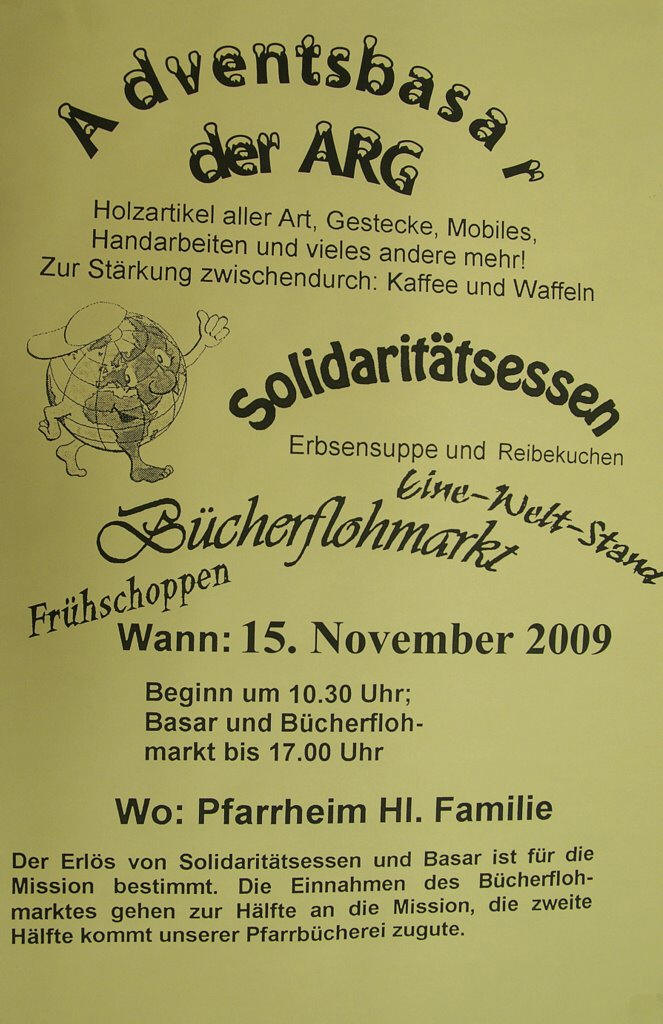 Adventsbasar
der ARG
Holzartikel aller Art, Gestecke, Mobiles,
Handarbeiten und vieles andere mehr!
Zur Stärkung zwischendurch: Kaffee und Waffeln
Solidaritätsessen
Erbsensuppe und Reibekuchen
Eine-Welt-Stand
Bücherflohmarkt
Frühschoppen
Wann: 15. November 2009
Beginn um 10.30 Uhr;
Basar und Bücherfloh-
markt bis 17.00 Uhr
Wo: Pfarrheim Hl. Familie
Der Erlös von Solidaritätsessen und Basar ist für die
Mission bestimmt. Die Einnahmen des Bücherfloh-
marktes gehen zur Hälfte an die Mission, die zweite
Hälfte kommt unserer Pfarrbücherei zugute.